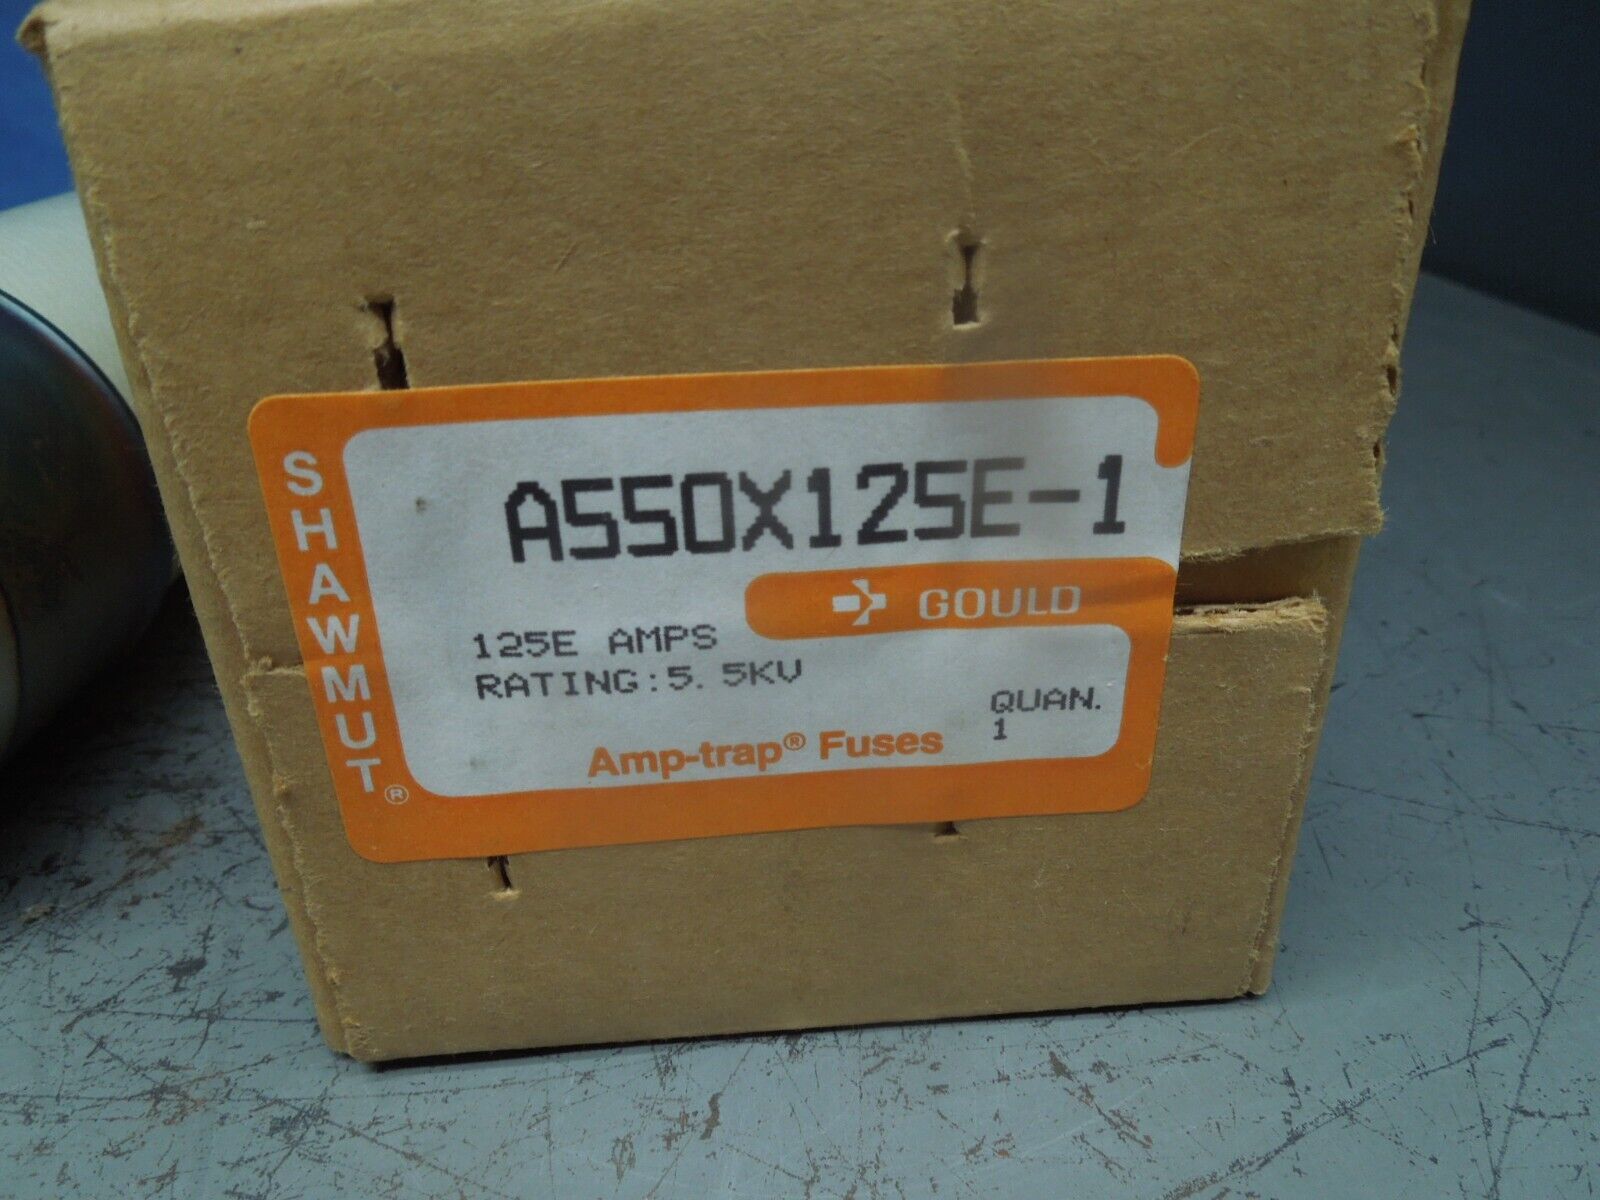 SHAWMUT®
A550X125E-1
GOULD
125E AMPS
RATING:5.5KV
QUAN.
1
Amp-trap® Fuses